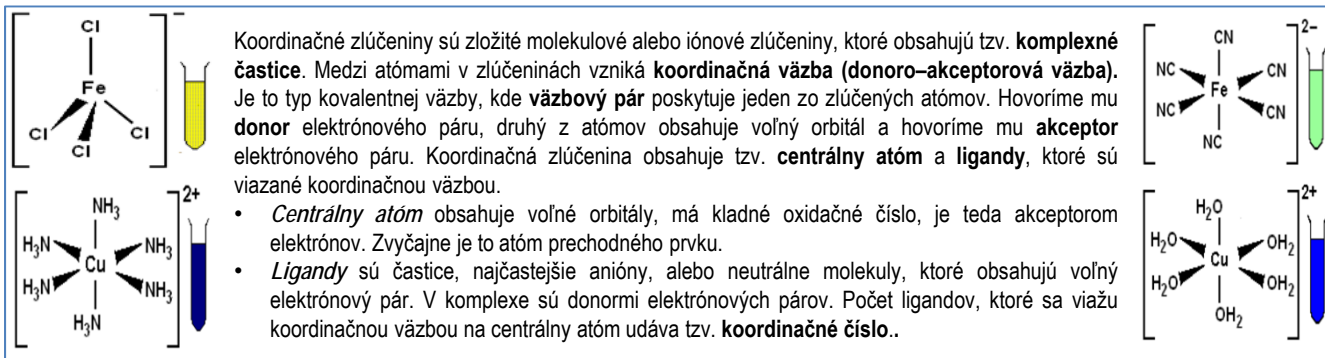 Cl
−
Fe
Cl
Cl
Cl
2+
NH₃
H₃N
NH₃
Cu
H₃N
NH₃
H₃N
Koordinačné zlúčeniny sú zložité molekulové alebo iónové zlúčeniny, ktoré obsahujú tzv. komplexné
častice. Medzi atómami v zlúčeninách vzniká koordinačná väzba (donoro–akceptorová väzba).
Je to typ kovalentnej väzby, kde väzbový pár poskytuje jeden zo zlúčených atómov. Hovoríme mu
donor elektrónového páru, druhý z atómov obsahuje voľný orbitál a hovoríme mu akceptor
elektrónového páru. Koordinačná zlúčenina obsahuje tzv. centrálny atóm a ligandy, ktoré sú
viazané koordinačnou väzbou.
• Centrálny atóm obsahuje voľné orbitály, má kladné oxidačné číslo, je teda akceptorom
elektrónov. Zvyčajne je to atóm prechodného prvku.
• Ligandy sú častice, najčastejšie anióny, alebo neutrálne molekuly, ktoré obsahujú voľný
elektrónový pár. V komplexe sú donormi elektrónových párov. Počet ligandov, ktoré sa viažu
koordinačnou väzbou na centrálny atóm udáva tzv. koordinačné číslo..
2−
CN
NC
CN
Fe
NC
CN
NC
2+
H₂O
H₂O
OH₂
Cu
H₂O
OH₂
OH₂